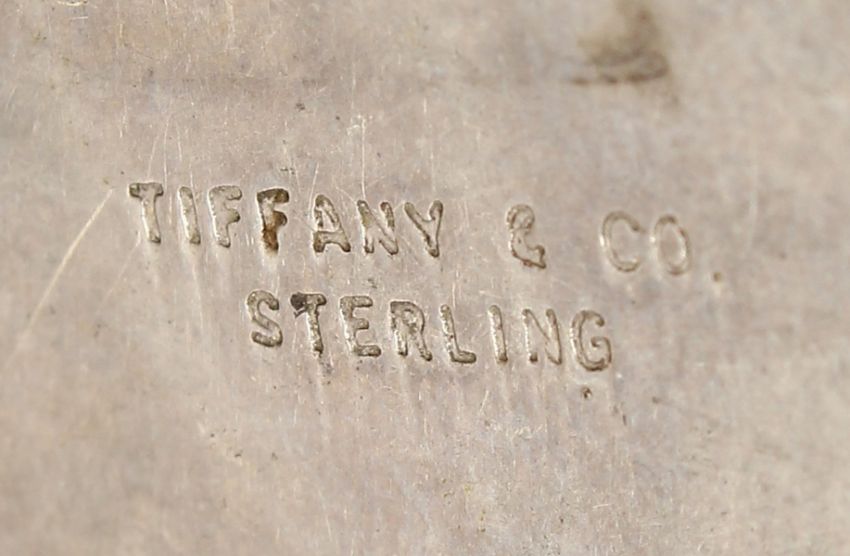 TIFFANY & CO.
STERLING